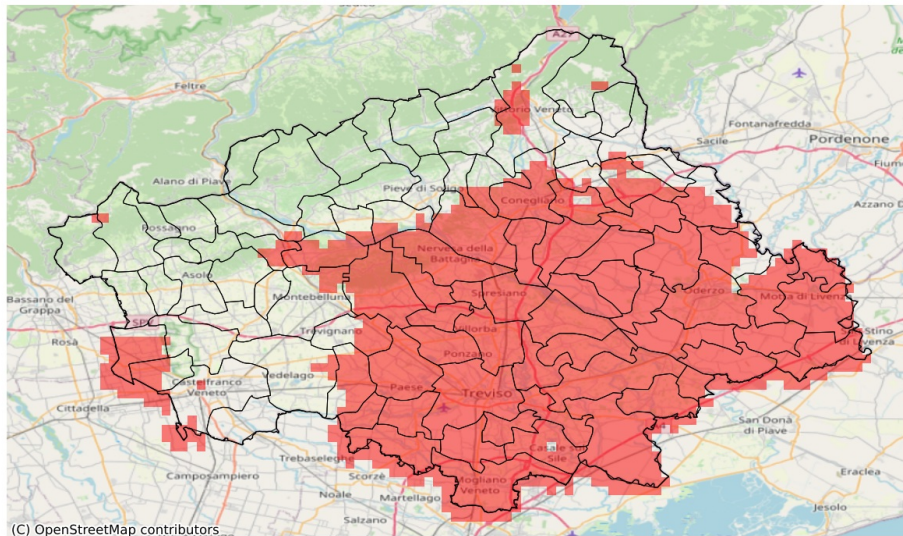 A27
Feltre
Vittorio Veneto
Fontanafredda
Pordenone
Sacile
Fiume
Alano di Piave
Pieve di Soligo
Conegliano
Azzano D
Possagno
Asolo
Nervesa della
Battaglia
Bassano del
Grappa
Montebelluna
Spresiano
Oderzo
Motta di Livenza
Rosà
Trevignano
Villorba
Stino
di Livenza
Ponzano
Vedelago
Castelfranco
Veneto
Paese
Treviso
Cittadella
San Donà
di Piave
Casale sul
Sile
Trebaseleghe
Camposampiero
Scorzè
Mogliano
Veneto
Eraclea
Noale
Martellago
Jesolo
Salzano
(C) OpenStreetMap contributors